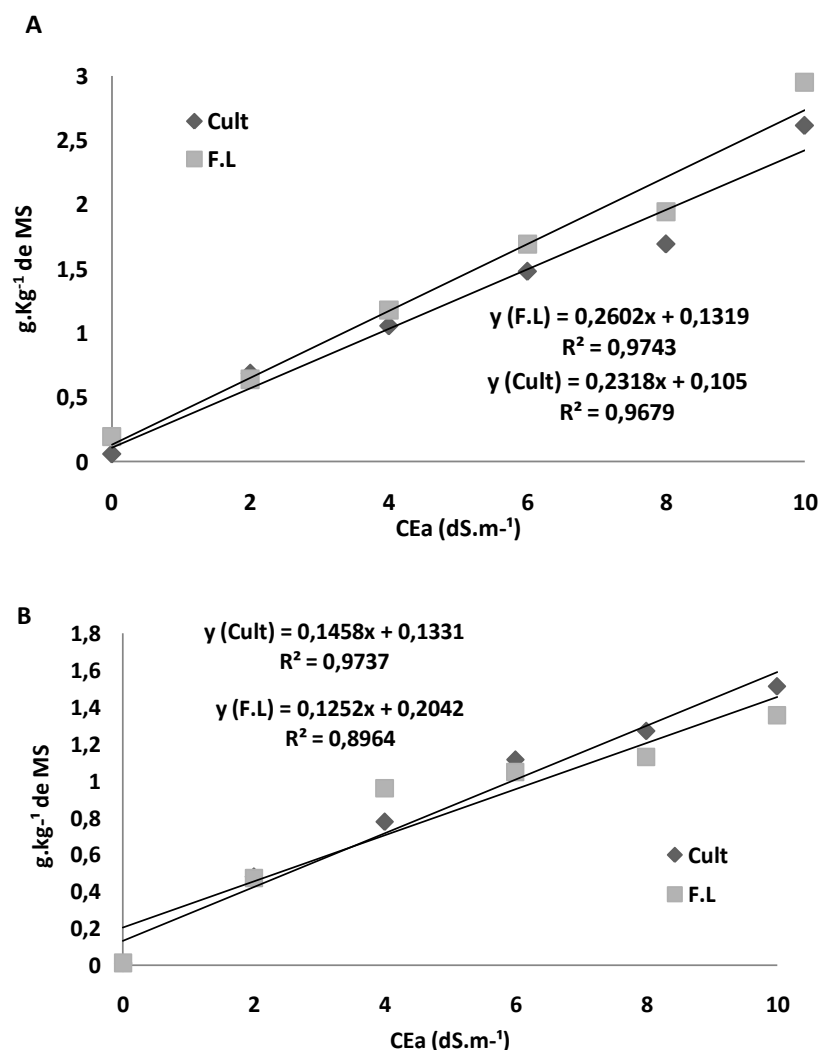 A
3
2,5
2
1,5
1
0,5
0
g.Kg⁻¹ de MS
Cult
F.L
y (F.L) = 0,2602x + 0,1319
R² = 0,9743
y (Cult) = 0,2318x + 0,105
R² = 0,9679
0 2 4 6 8 10
CEa (dS.m-¹)
B
1,8
1,6
1,4
1,2
1
0,8
0,6
0,4
0,2
0
g.kg-¹ de MS
y (Cult) = 0,1458x + 0,1331
R² = 0,9737
y (F.L) = 0,1252x + 0,2042
R² = 0,8964
Cult
F.L
0 2 4 6 8 10
CEa (dS.m-¹)